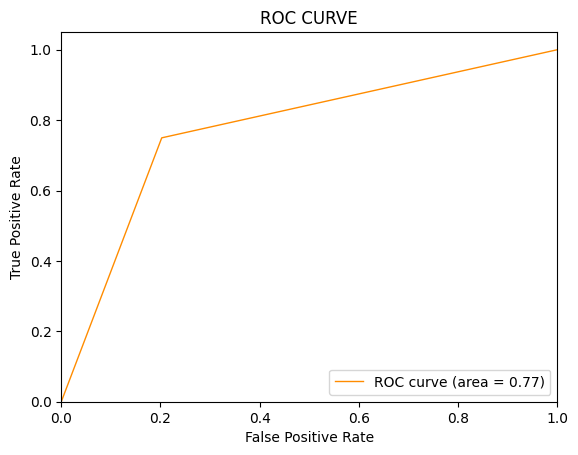 ROC CURVE
1.0
0.8
0.6
0.4
0.2
0.0
True Positive Rate
ROC curve (area = 0.77)
0.0 0.2 0.4 0.6 0.8 1.0
False Positive Rate